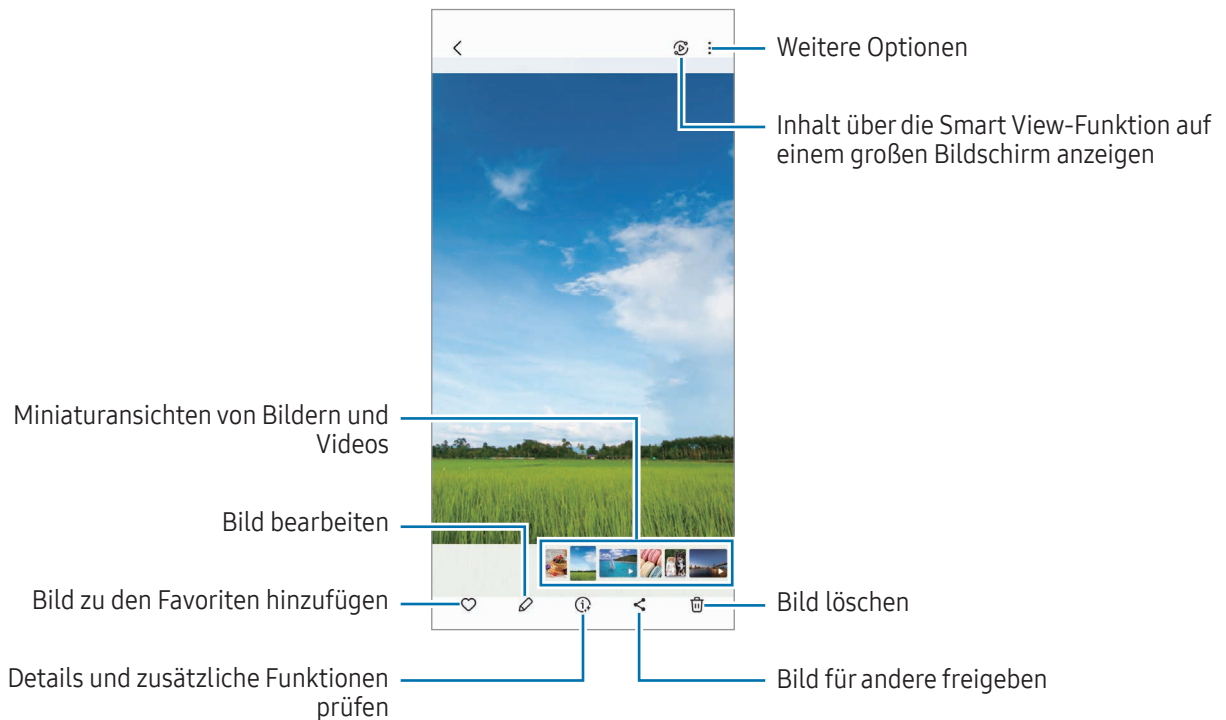 Weitere Optionen
Inhalt über die Smart View-Funktion auf
einem großen Bildschirm anzeigen
Miniaturansichten von Bildern und
Videos
Bild bearbeiten
Bild zu den Favoriten hinzufügen
Bild löschen
Details und zusätzliche Funktionen
prüfen
Bild für andere freigeben